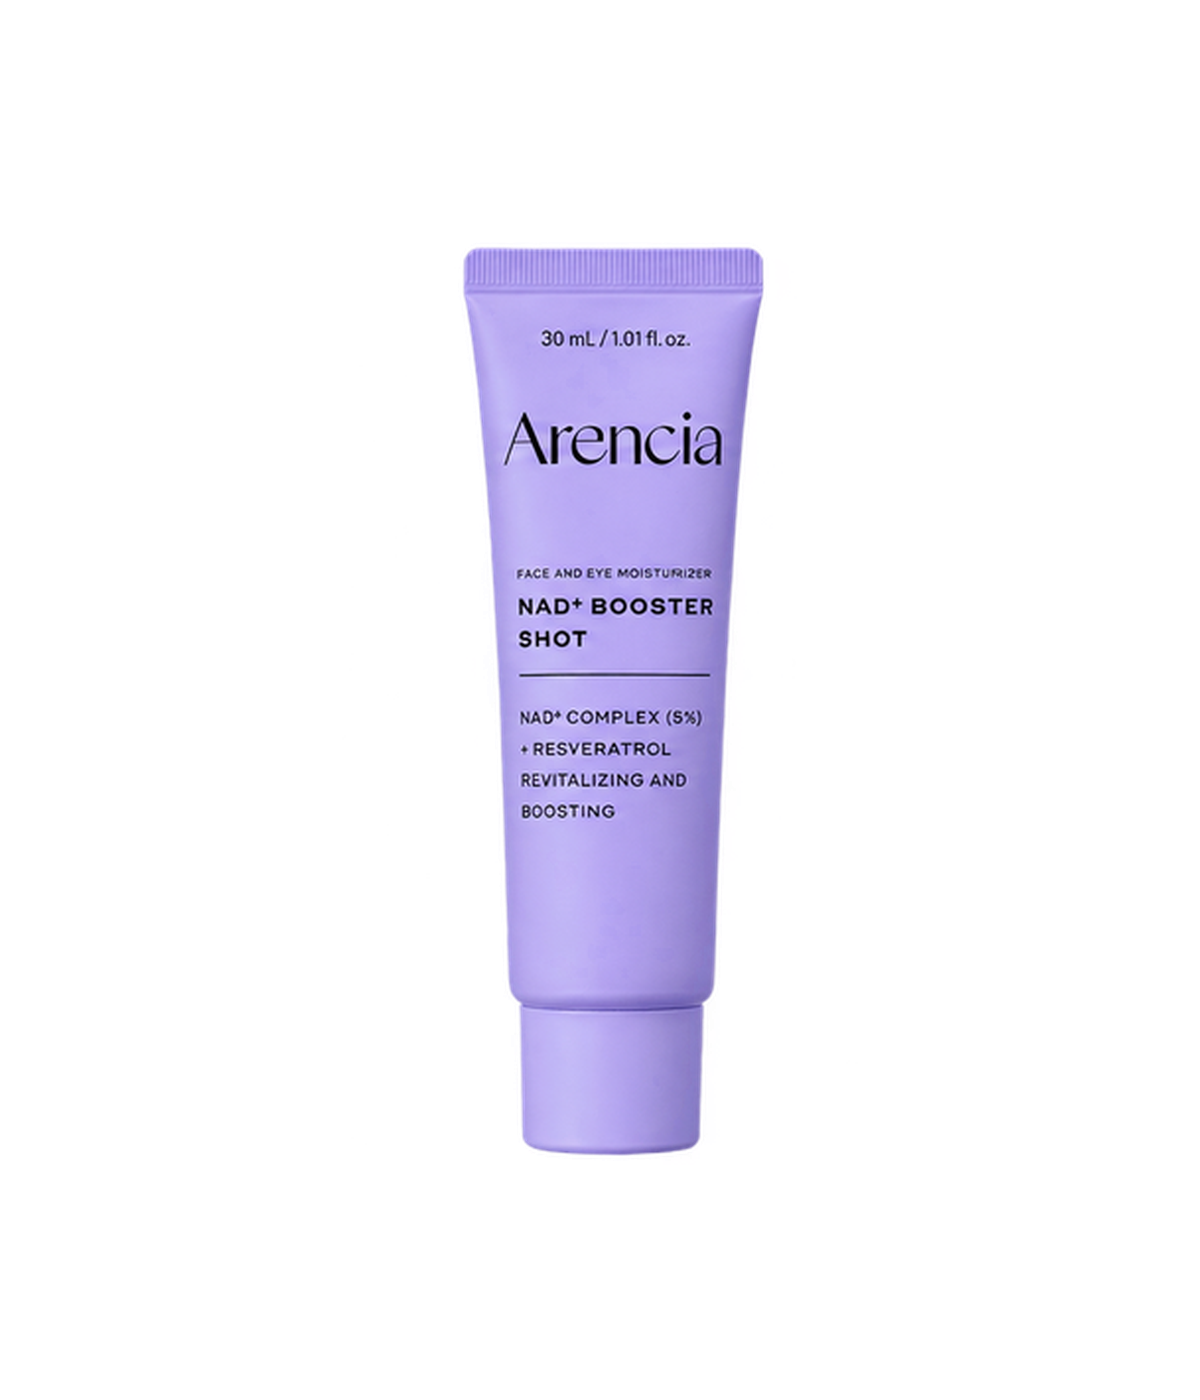 30 mL / 1.01 fl. oz.
Arencia
FACE AND EYE MOISTURIZER
NAD+ BOOSTER
SHOT
NAD+ COMPLEX (5%)
+ RESVERATROL
REVITALIZING AND
BOOSTING